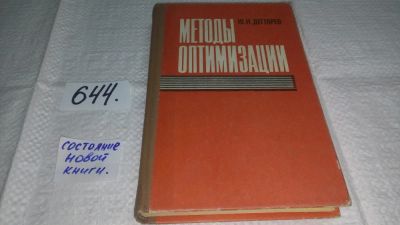 Ю.И. ДЕГТЯРЕВ
МЕТОДЫ
ОПТИМИЗАЦИИ
644.
СОСТОЯНИЕ
НОВОЙ
КНИГИ.